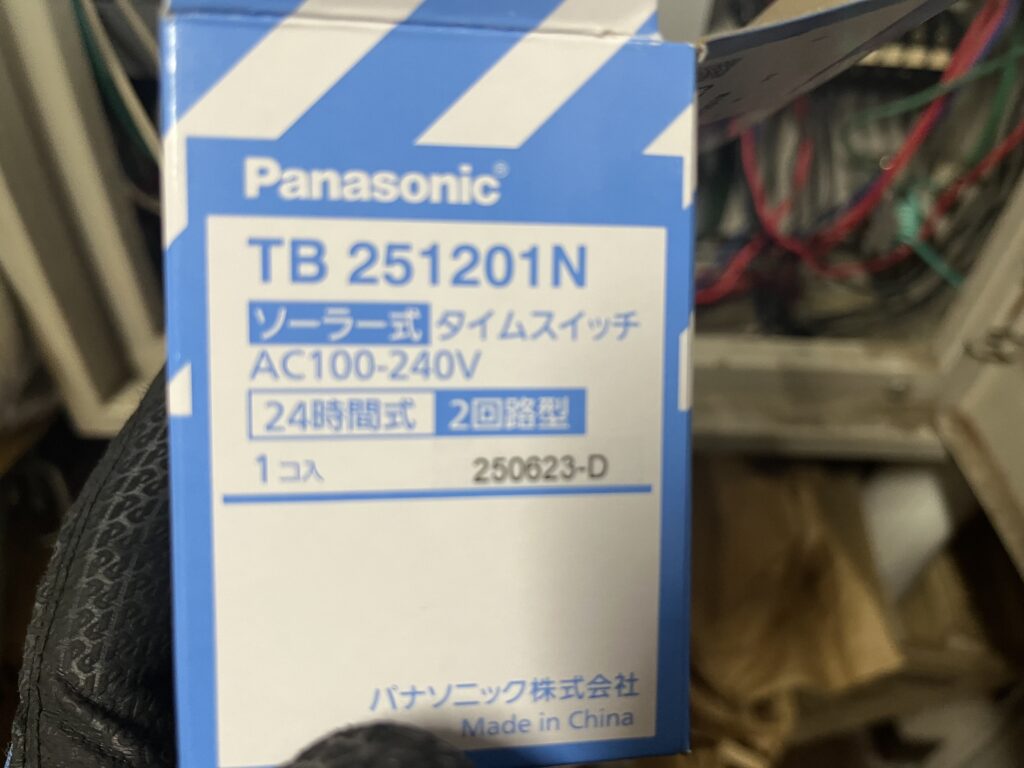 Panasonic®
TB 251201N
ソーラー式 タイムスイッチ
AC100-240V
24時間式 2回路型
1コ入 250623-D
パナソニック株式会社
Made in China